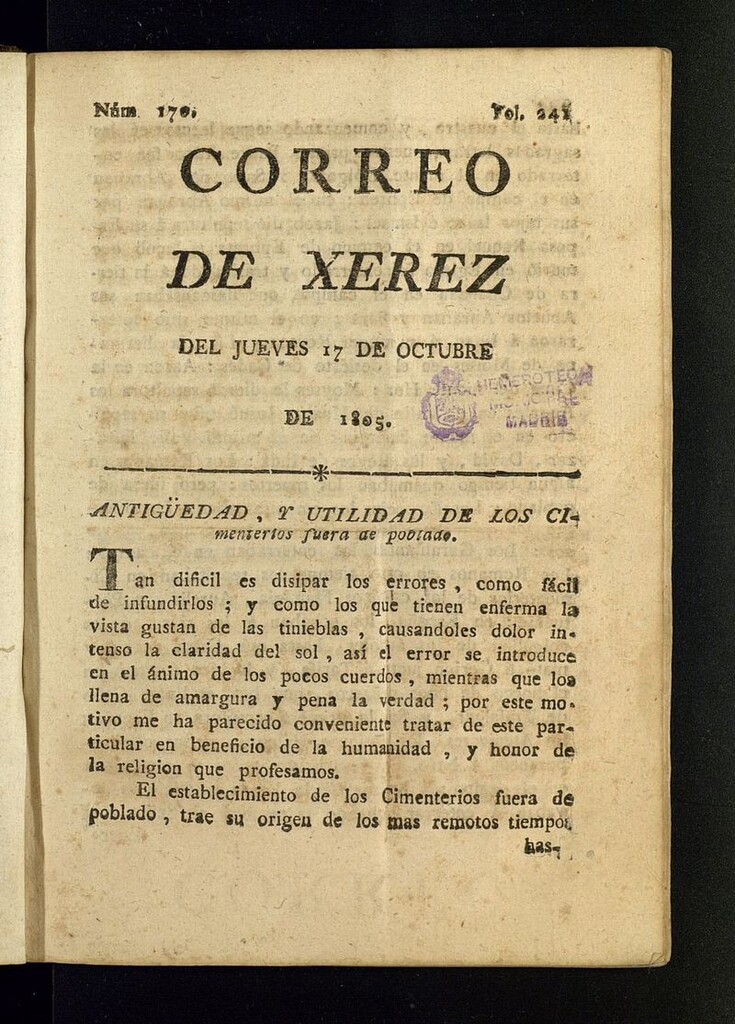 Núm. 170.
Fol. 241
CORREO
DE XEREZ
DEL JUEVES 17 DE OCTUBRE
DE 1805.
HEMEROTECA
MUNICIPAL
MADRID
ANTIGÜEDAD, Y UTILIDAD DE LOS CI-
menterios fuera de poblado.
Tan dificil es disipar los errores, como fácil
de infundirlos; y como los que tienen enferma la
vista gustan de las tinieblas, causandoles dolor in-
tenso la claridad del sol, así el error se introduce
en el ánimo de los pocos cuerdos, mientras que los
llena de amargura y pena la verdad; por este mo-
tivo me ha parecido conveniente tratar de este par-
ticular en beneficio de la humanidad, y honor de
la religion que profesamos.
El establecimiento de los Cimenterios fuera de
poblado, trae su origen de los mas remotos tiempos
has-